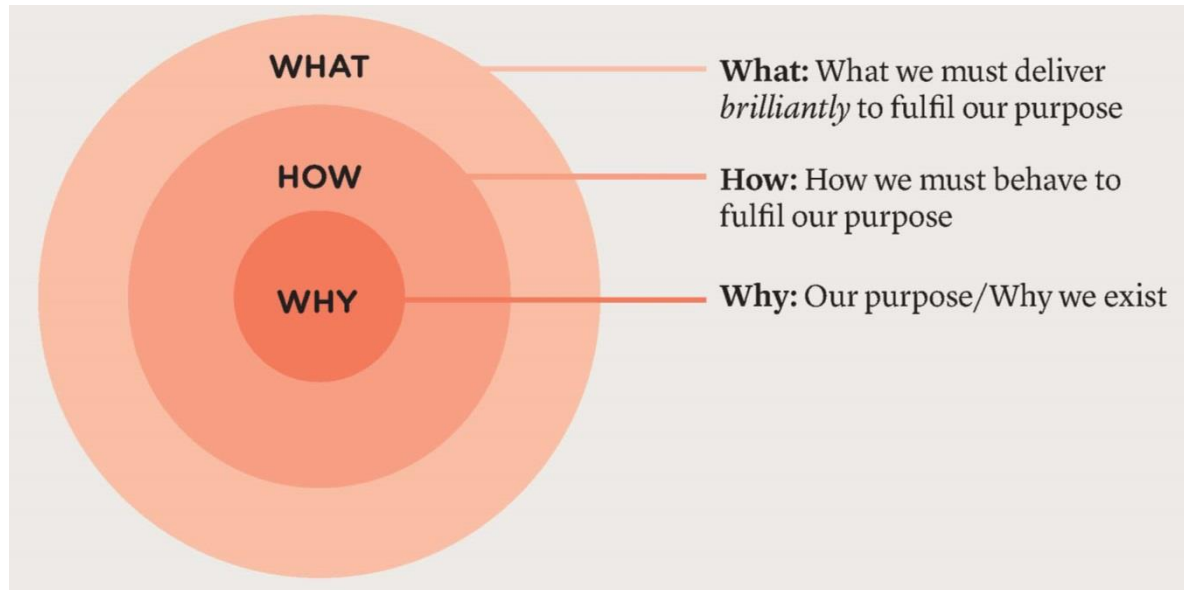 WHAT
What: What we must deliver
brilliantly to fulfil our purpose
HOW
How: How we must behave to
fulfil our purpose
WHY
Why: Our purpose/Why we exist